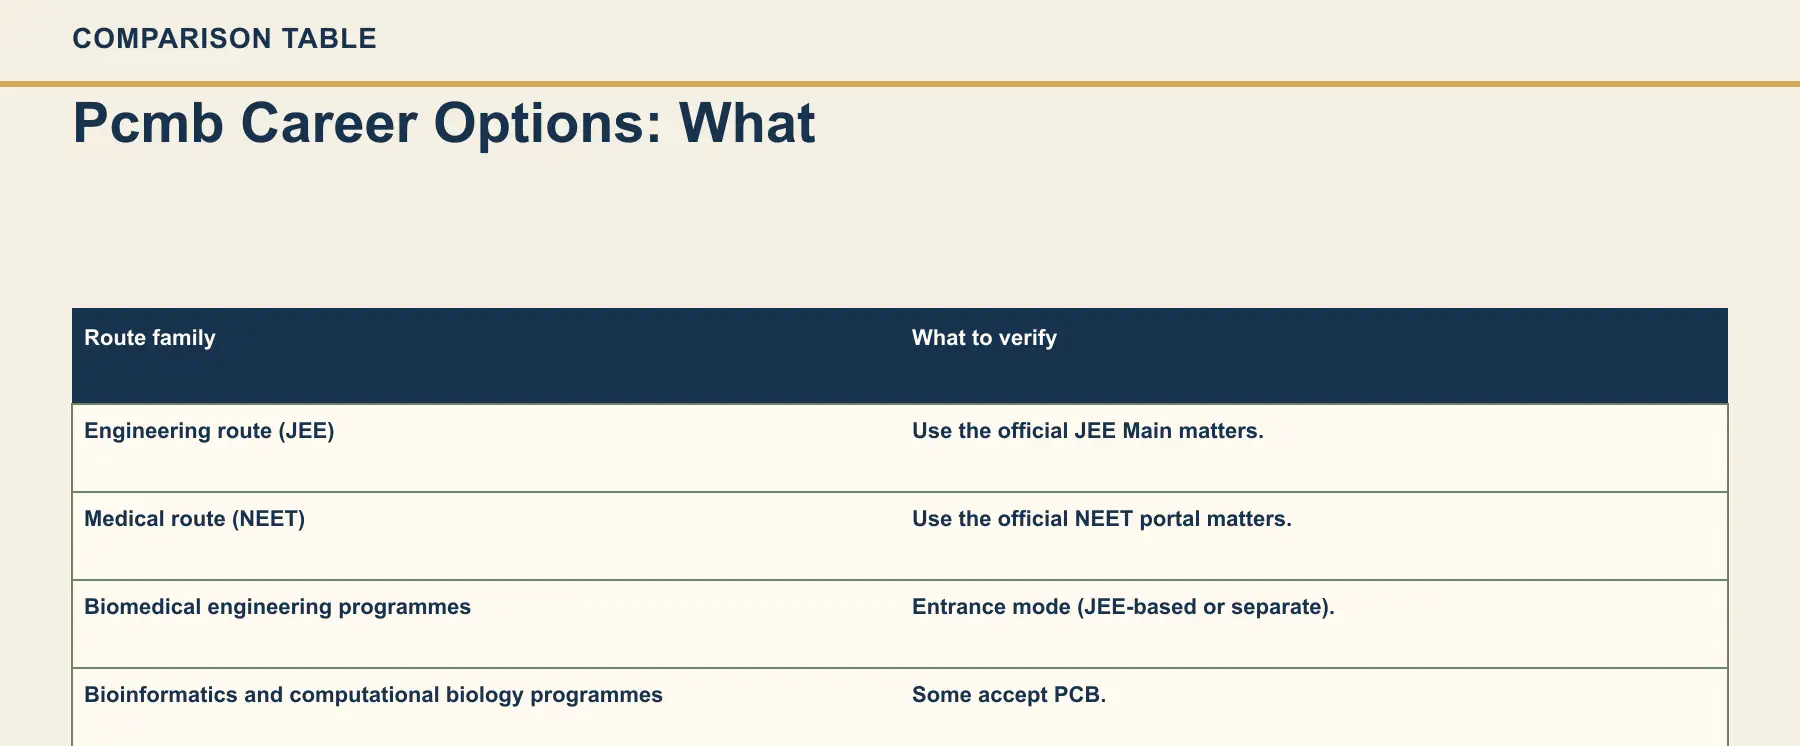 COMPARISON TABLE
Pcmb Career Options: What
Route family What to verify
Engineering route (JEE) Use the official JEE Main matters.
Medical route (NEET) Use the official NEET portal matters.
Biomedical engineering programmes Entrance mode (JEE-based or separate).
Bioinformatics and computational biology programmes Some accept PCB.